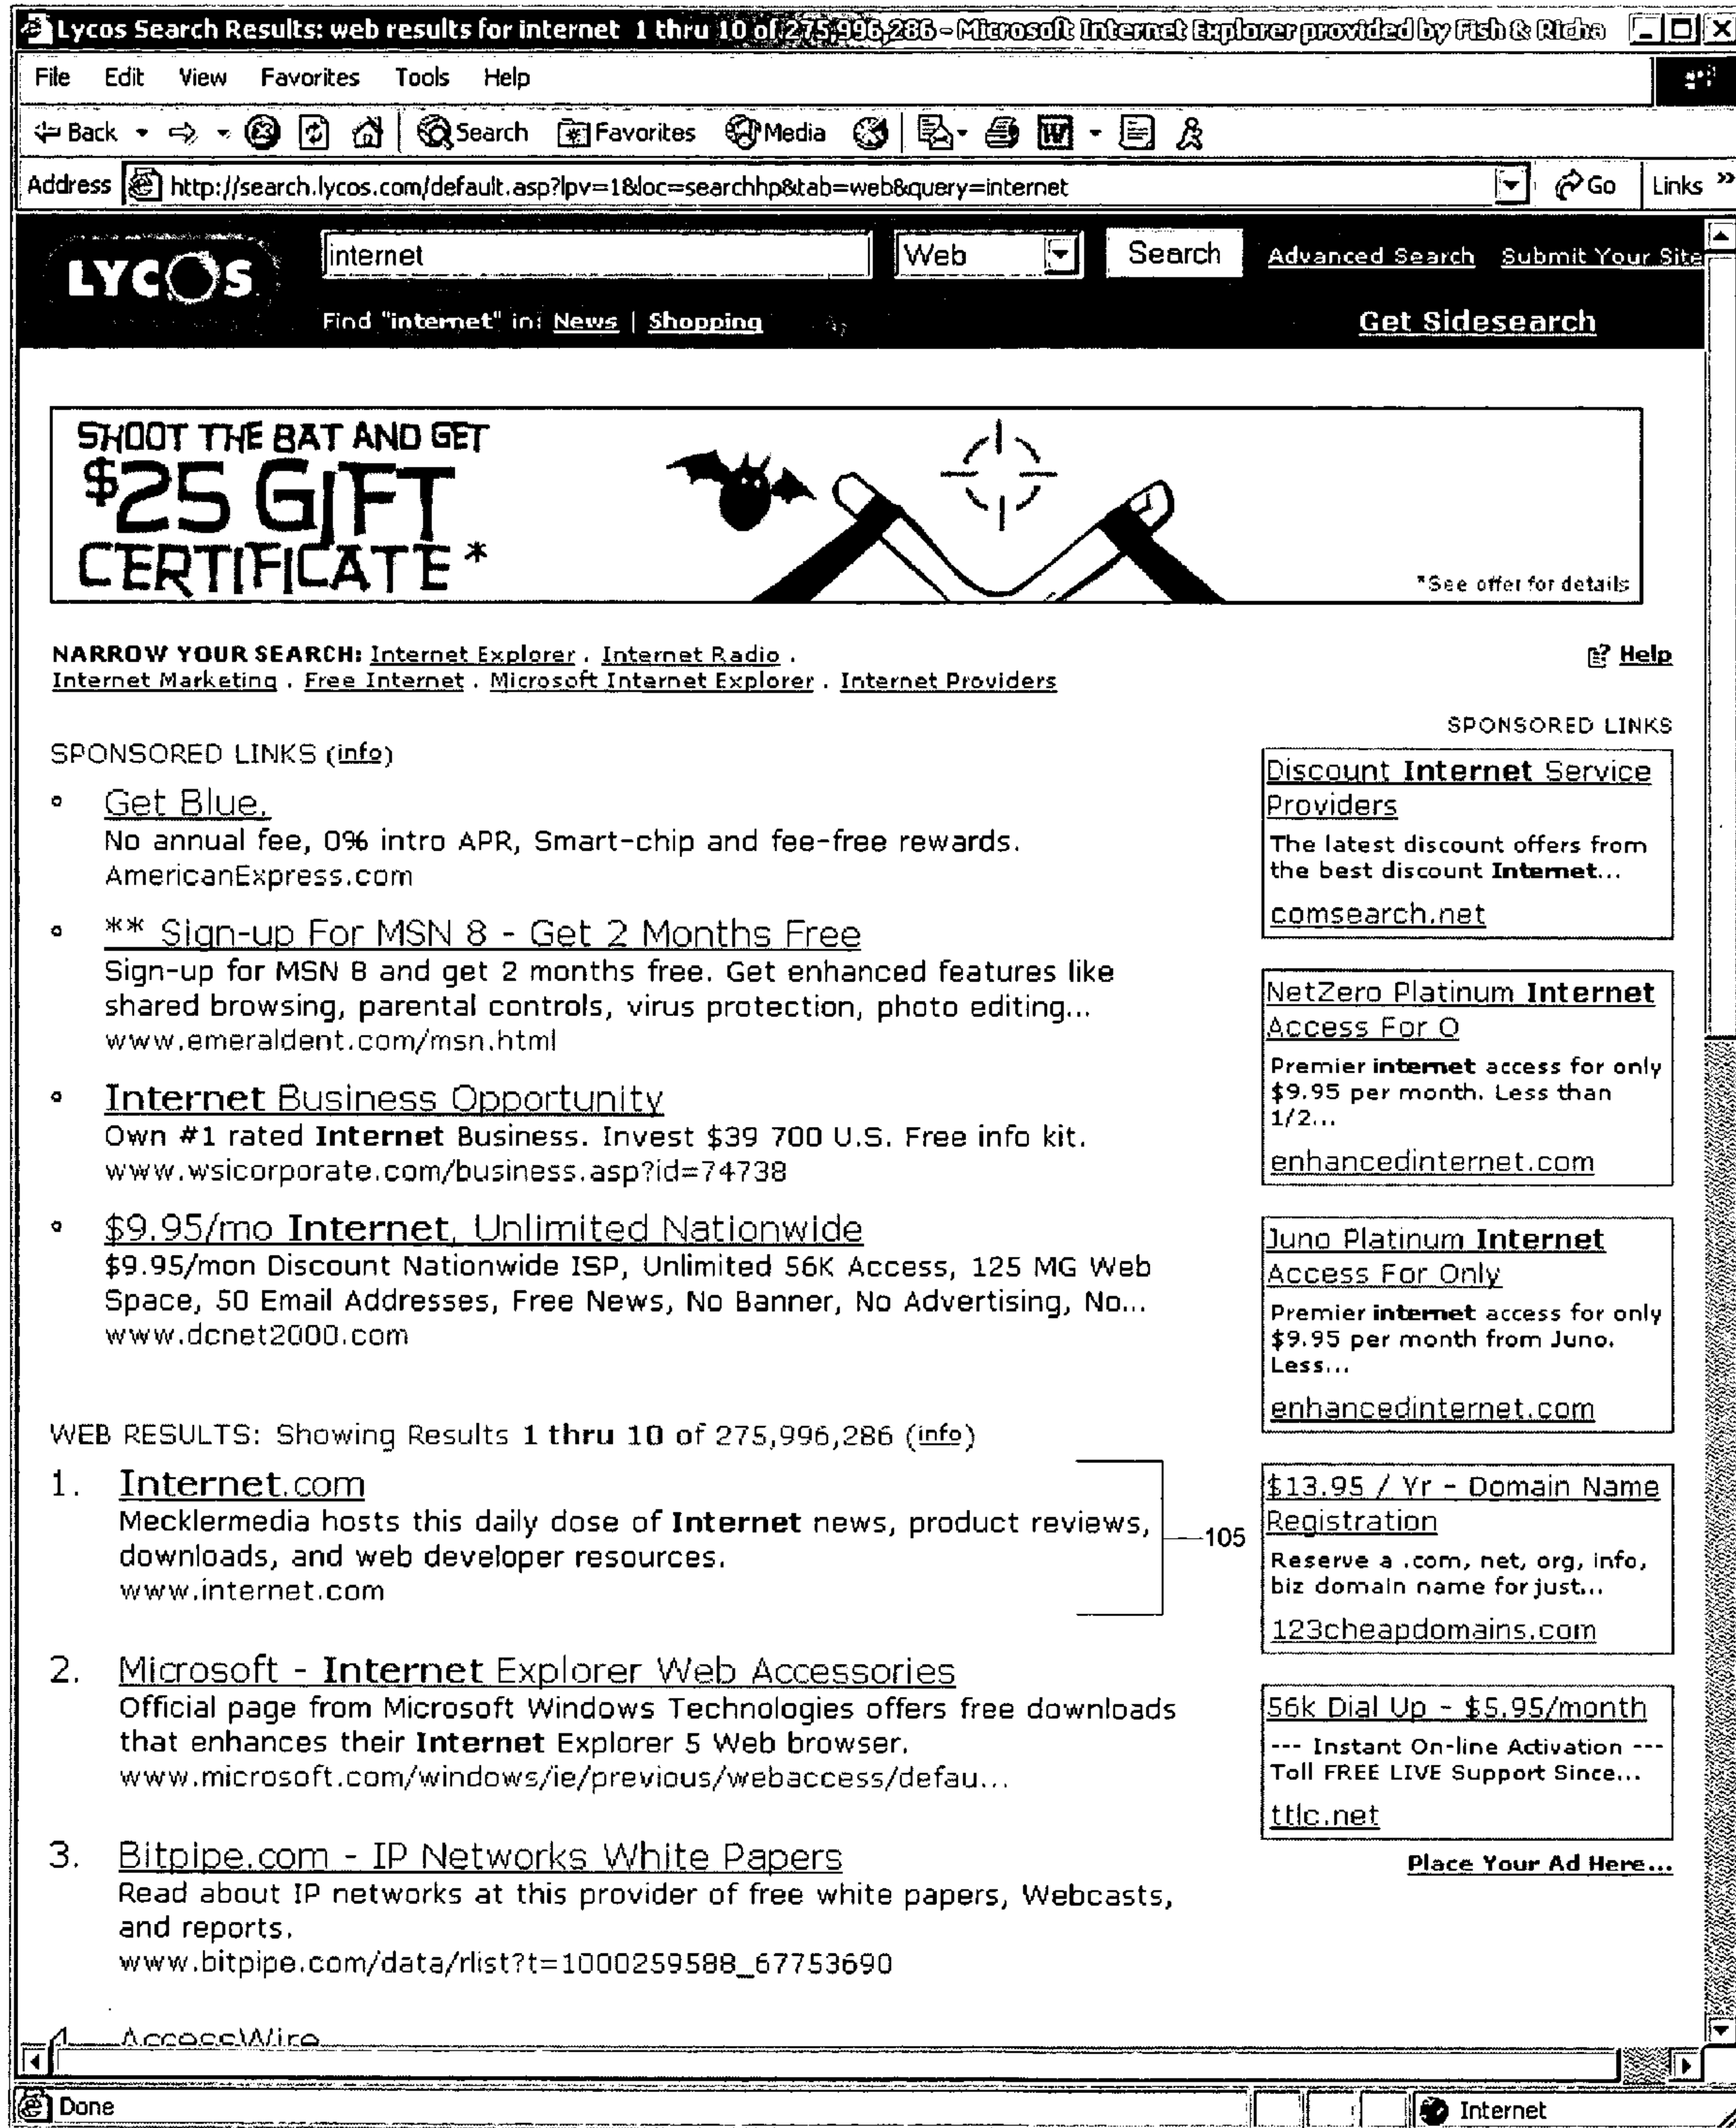 Lycos Search Results: web results for internet 1 thru 10 of 275,996,286 - Microsoft Internet Explorer provided by Fish & Richa
File Edit View Favorites Tools Help
Back Search Favorites Media
Address http://search.lycos.com/default.asp?lpv=1&loc=searchhp&tab=web&query=internet Go Links »
LYCOS internet Web Search Advanced Search Submit Your Site
Find "internet" in: News | Shopping Get Sidesearch
SHOOT THE BAT AND GET
$25 GIFT
CERTIFICATE*
*See offer for details
NARROW YOUR SEARCH: Internet Explorer . Internet Radio .
Internet Marketing . Free Internet . Microsoft Internet Explorer . Internet Providers
Help
SPONSORED LINKS (info)
Get Blue.
No annual fee, 0% intro APR, Smart-chip and fee-free rewards.
AmericanExpress.com
** Sign-up For MSN 8 - Get 2 Months Free
Sign-up for MSN 8 and get 2 months free. Get enhanced features like
shared browsing, parental controls, virus protection, photo editing...
www.emeraldent.com/msn.html
Internet Business Opportunity
Own #1 rated Internet Business. Invest $39 700 U.S. Free info kit.
www.wsicorporate.com/business.asp?id=74738
$9.95/mo Internet, Unlimited Nationwide
$9.95/mon Discount Nationwide ISP, Unlimited 56K Access, 125 MG Web
Space, 50 Email Addresses, Free News, No Banner, No Advertising, No...
www.dcnet2000.com
WEB RESULTS: Showing Results 1 thru 10 of 275,996,286 (info)
1. Internet.com
Mecklermedia hosts this daily dose of Internet news, product reviews,
downloads, and web developer resources.
www.internet.com
105
2. Microsoft - Internet Explorer Web Accessories
Official page from Microsoft Windows Technologies offers free downloads
that enhances their Internet Explorer 5 Web browser.
www.microsoft.com/windows/ie/previous/webaccess/defau...
3. Bitpipe.com - IP Networks White Papers
Read about IP networks at this provider of free white papers, Webcasts,
and reports.
www.bitpipe.com/data/rlist?t=1000259588_67753690
4. AccessWire
SPONSORED LINKS
Discount Internet Service
Providers
The latest discount offers from
the best discount Internet...
comsearch.net
NetZero Platinum Internet
Access For O
Premier internet access for only
$9.95 per month. Less than
1/2...
enhancedinternet.com
Juno Platinum Internet
Access For Only
Premier internet access for only
$9.95 per month from Juno.
Less...
enhancedinternet.com
$13.95 / Yr - Domain Name
Registration
Reserve a .com, net, org, info,
biz domain name for just...
123cheapdomains.com
56k Dial Up - $5.95/month
--- Instant On-line Activation ---
Toll FREE LIVE Support Since...
ttlc.net
Place Your Ad Here...
Done Internet